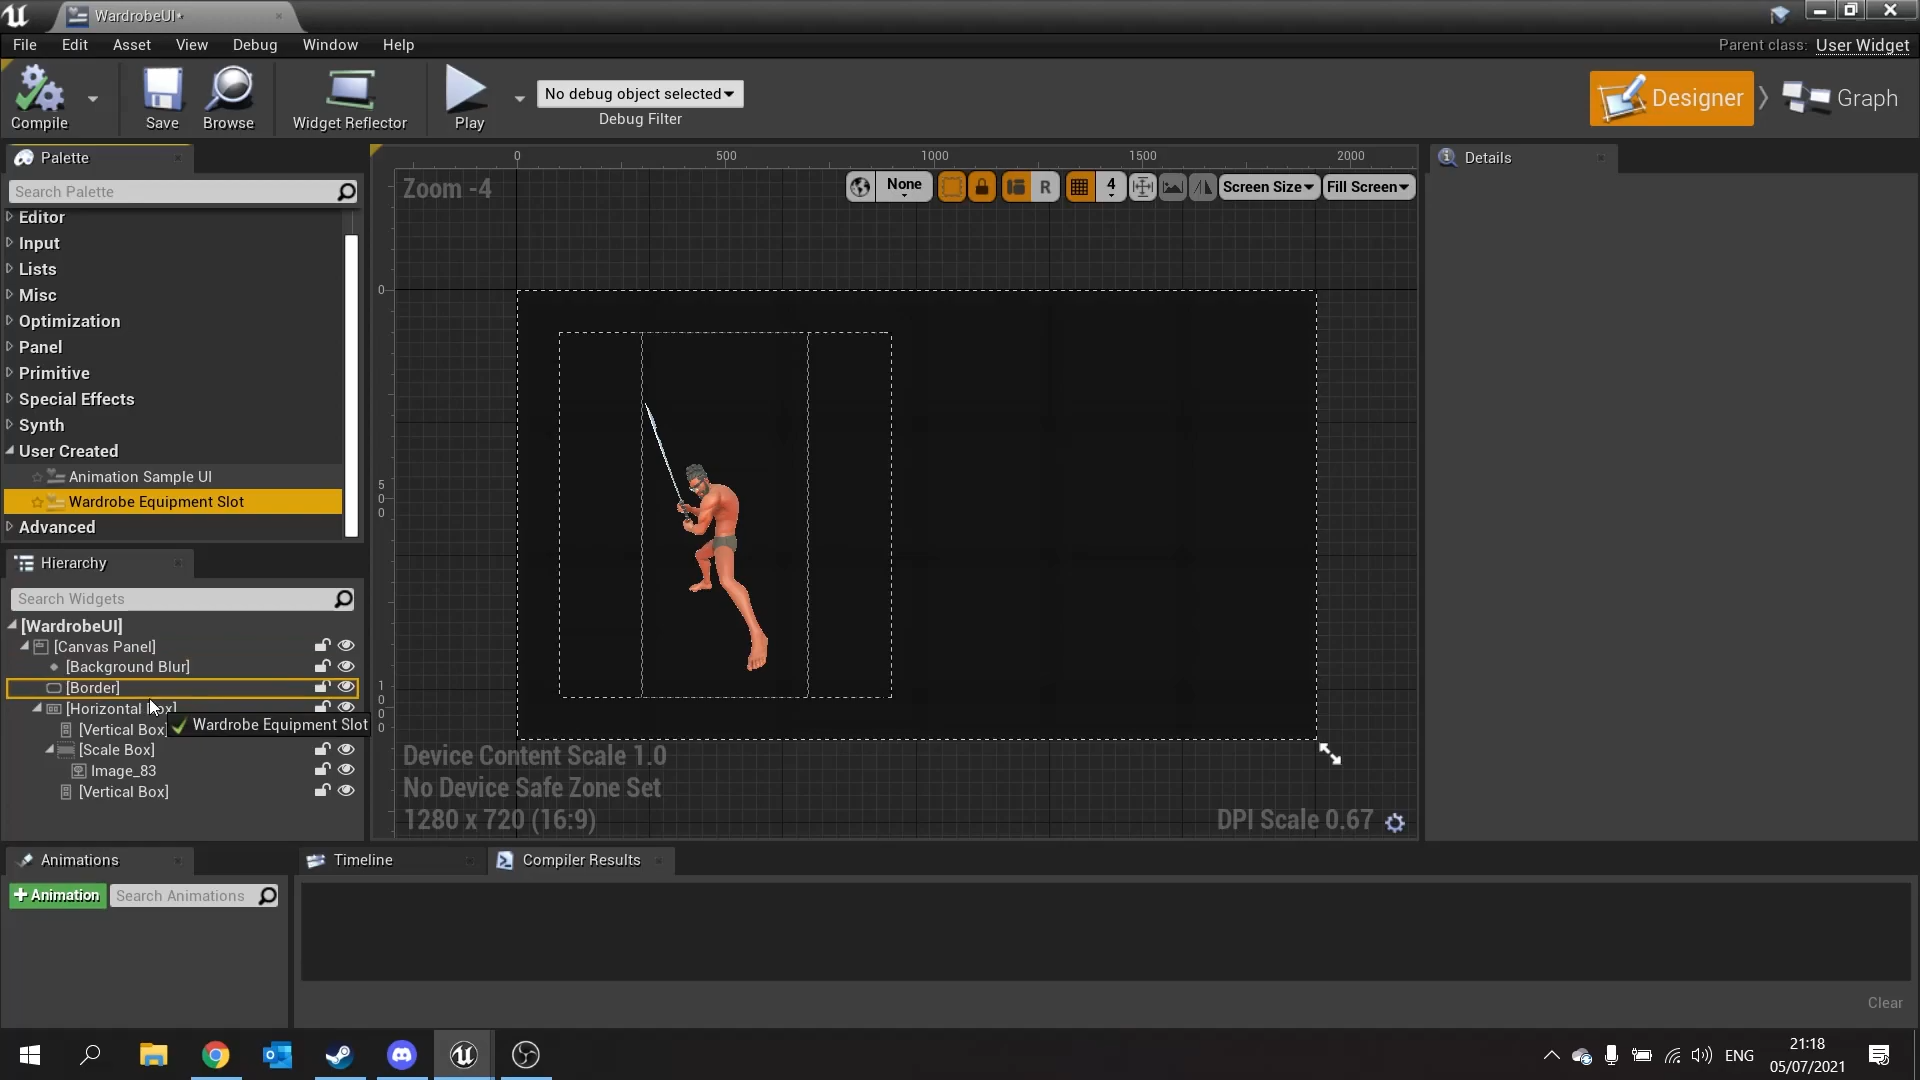 WardrobeUI*
File Edit Asset View Debug Window Help
Parent class: User Widget
Compile
Save
Browse
Widget Reflector
Play
No debug object selected
Debug Filter
Designer
Graph
Palette
Search Palette
Editor
Input
Lists
Misc
Optimization
Panel
Primitive
Special Effects
Synth
User Created
Animation Sample UI
Wardrobe Equipment Slot
Advanced
Hierarchy
Search Widgets
[WardrobeUI]
[Canvas Panel]
[Background Blur]
[Border]
[Horizontal Box]
[Vertical Box]
Wardrobe Equipment Slot
[Scale Box]
Image_83
[Vertical Box]
0 500 1000 1500 2000
Zoom -4
None
R
4
Screen Size
Fill Screen
0
500
1000
Device Content Scale 1.0
No Device Safe Zone Set
1280 x 720 (16:9)
DPI Scale 0.67
Details
Animations
+ Animation
Search Animations
Timeline
Compiler Results
Clear
ENG
21:18
05/07/2021